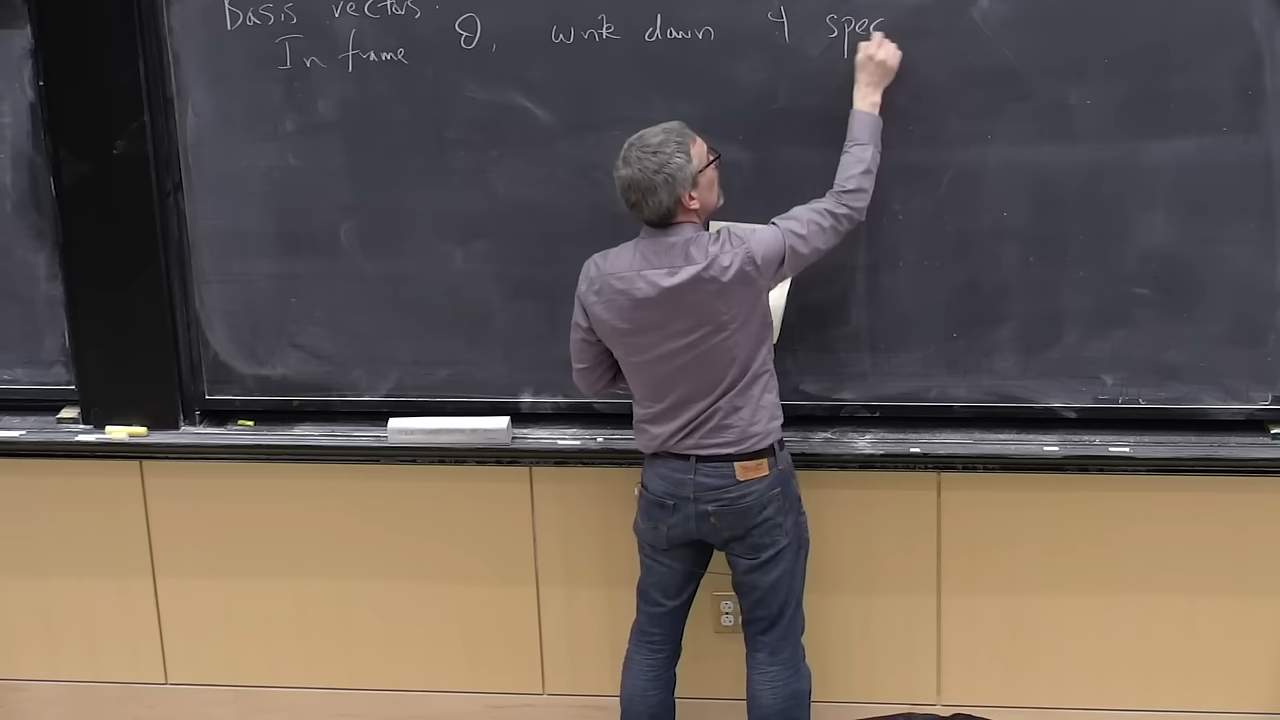 Basis vectors.
In frame O, write down 4 spec